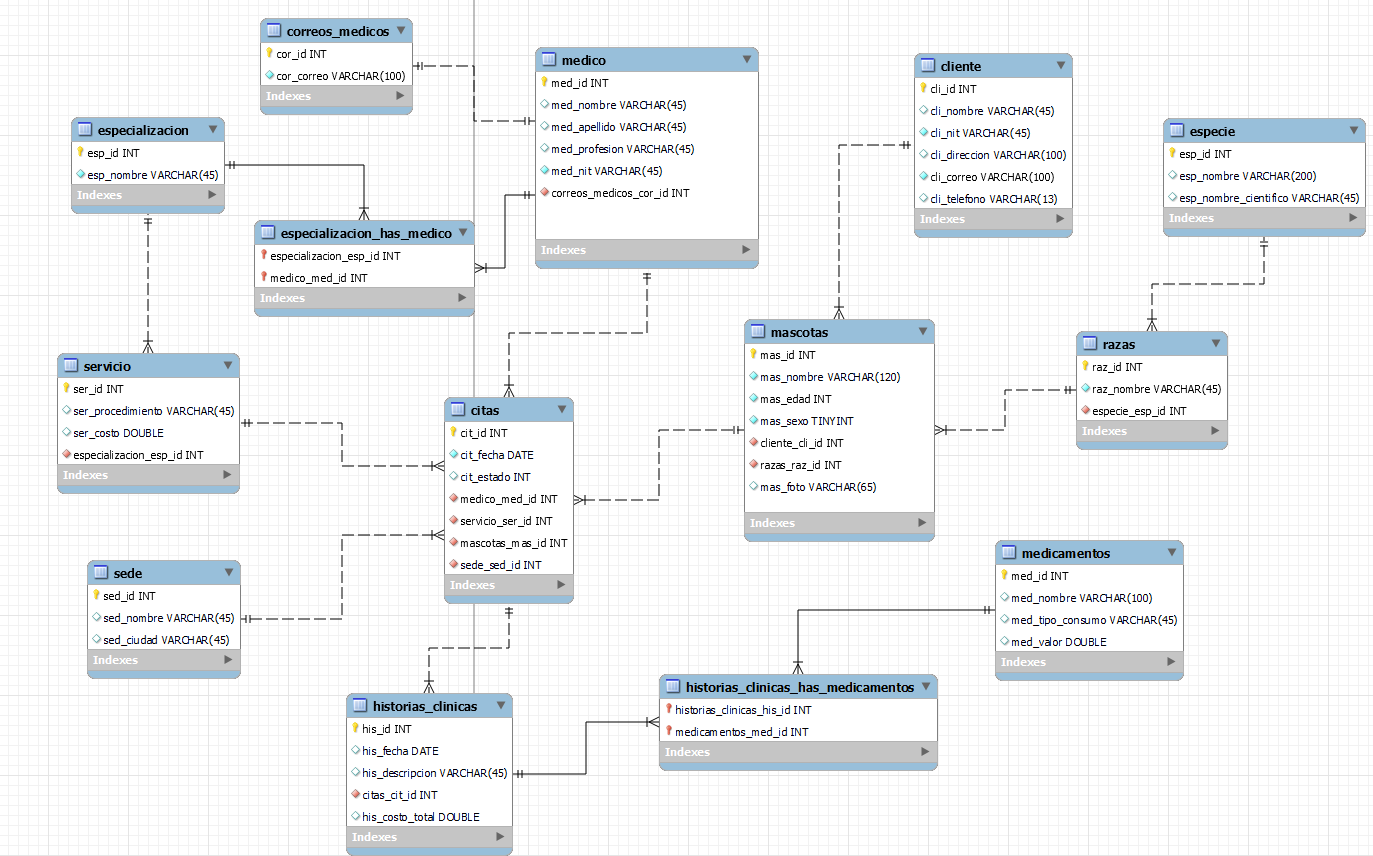 correos_medicos
cor_id INT
cor_correo VARCHAR(100)
Indexes
medico
med_id INT
med_nombre VARCHAR(45)
med_apellido VARCHAR(45)
med_profesion VARCHAR(45)
med_nit VARCHAR(45)
correos_medicos_cor_id INT
Indexes
cliente
cli_id INT
cli_nombre VARCHAR(45)
cli_nit VARCHAR(45)
cli_direccion VARCHAR(100)
cli_correo VARCHAR(100)
cli_telefono VARCHAR(13)
Indexes
especie
esp_id INT
esp_nombre VARCHAR(200)
esp_nombre_cientifico VARCHAR(45)
Indexes
especializacion
esp_id INT
esp_nombre VARCHAR(45)
Indexes
especializacion_has_medico
especializacion_esp_id INT
medico_med_id INT
Indexes
servicio
ser_id INT
ser_procedimiento VARCHAR(45)
ser_costo DOUBLE
especializacion_esp_id INT
Indexes
citas
cit_id INT
cit_fecha DATE
cit_estado INT
medico_med_id INT
servicio_ser_id INT
mascotas_mas_id INT
sede_sed_id INT
Indexes
mascotas
mas_id INT
mas_nombre VARCHAR(120)
mas_edad INT
mas_sexo TINYINT
cliente_cli_id INT
razas_raz_id INT
mas_foto VARCHAR(65)
Indexes
razas
raz_id INT
raz_nombre VARCHAR(45)
especie_esp_id INT
Indexes
sede
sed_id INT
sed_nombre VARCHAR(45)
sed_ciudad VARCHAR(45)
Indexes
medicamentos
med_id INT
med_nombre VARCHAR(100)
med_tipo_consumo VARCHAR(45)
med_valor DOUBLE
Indexes
historias_clinicas
his_id INT
his_fecha DATE
his_descripcion VARCHAR(45)
citas_cit_id INT
his_costo_total DOUBLE
Indexes
historias_clinicas_has_medicamentos
historias_clinicas_his_id INT
medicamentos_med_id INT
Indexes